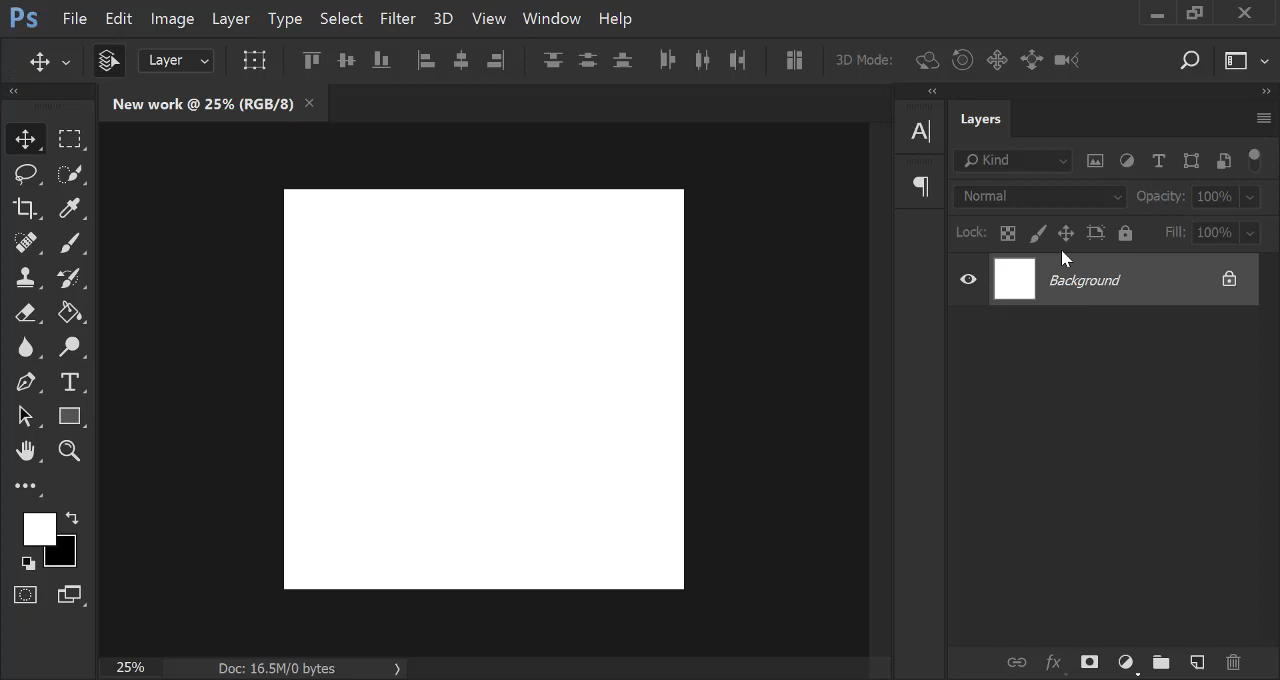 Ps File Edit Image Layer Type Select Filter 3D View Window Help
Layer 3D Mode:
New work @ 25% (RGB/8)
Layers
Kind
Normal Opacity: 100%
Lock: Fill: 100%
Background
25% Doc: 16.5M/0 bytes